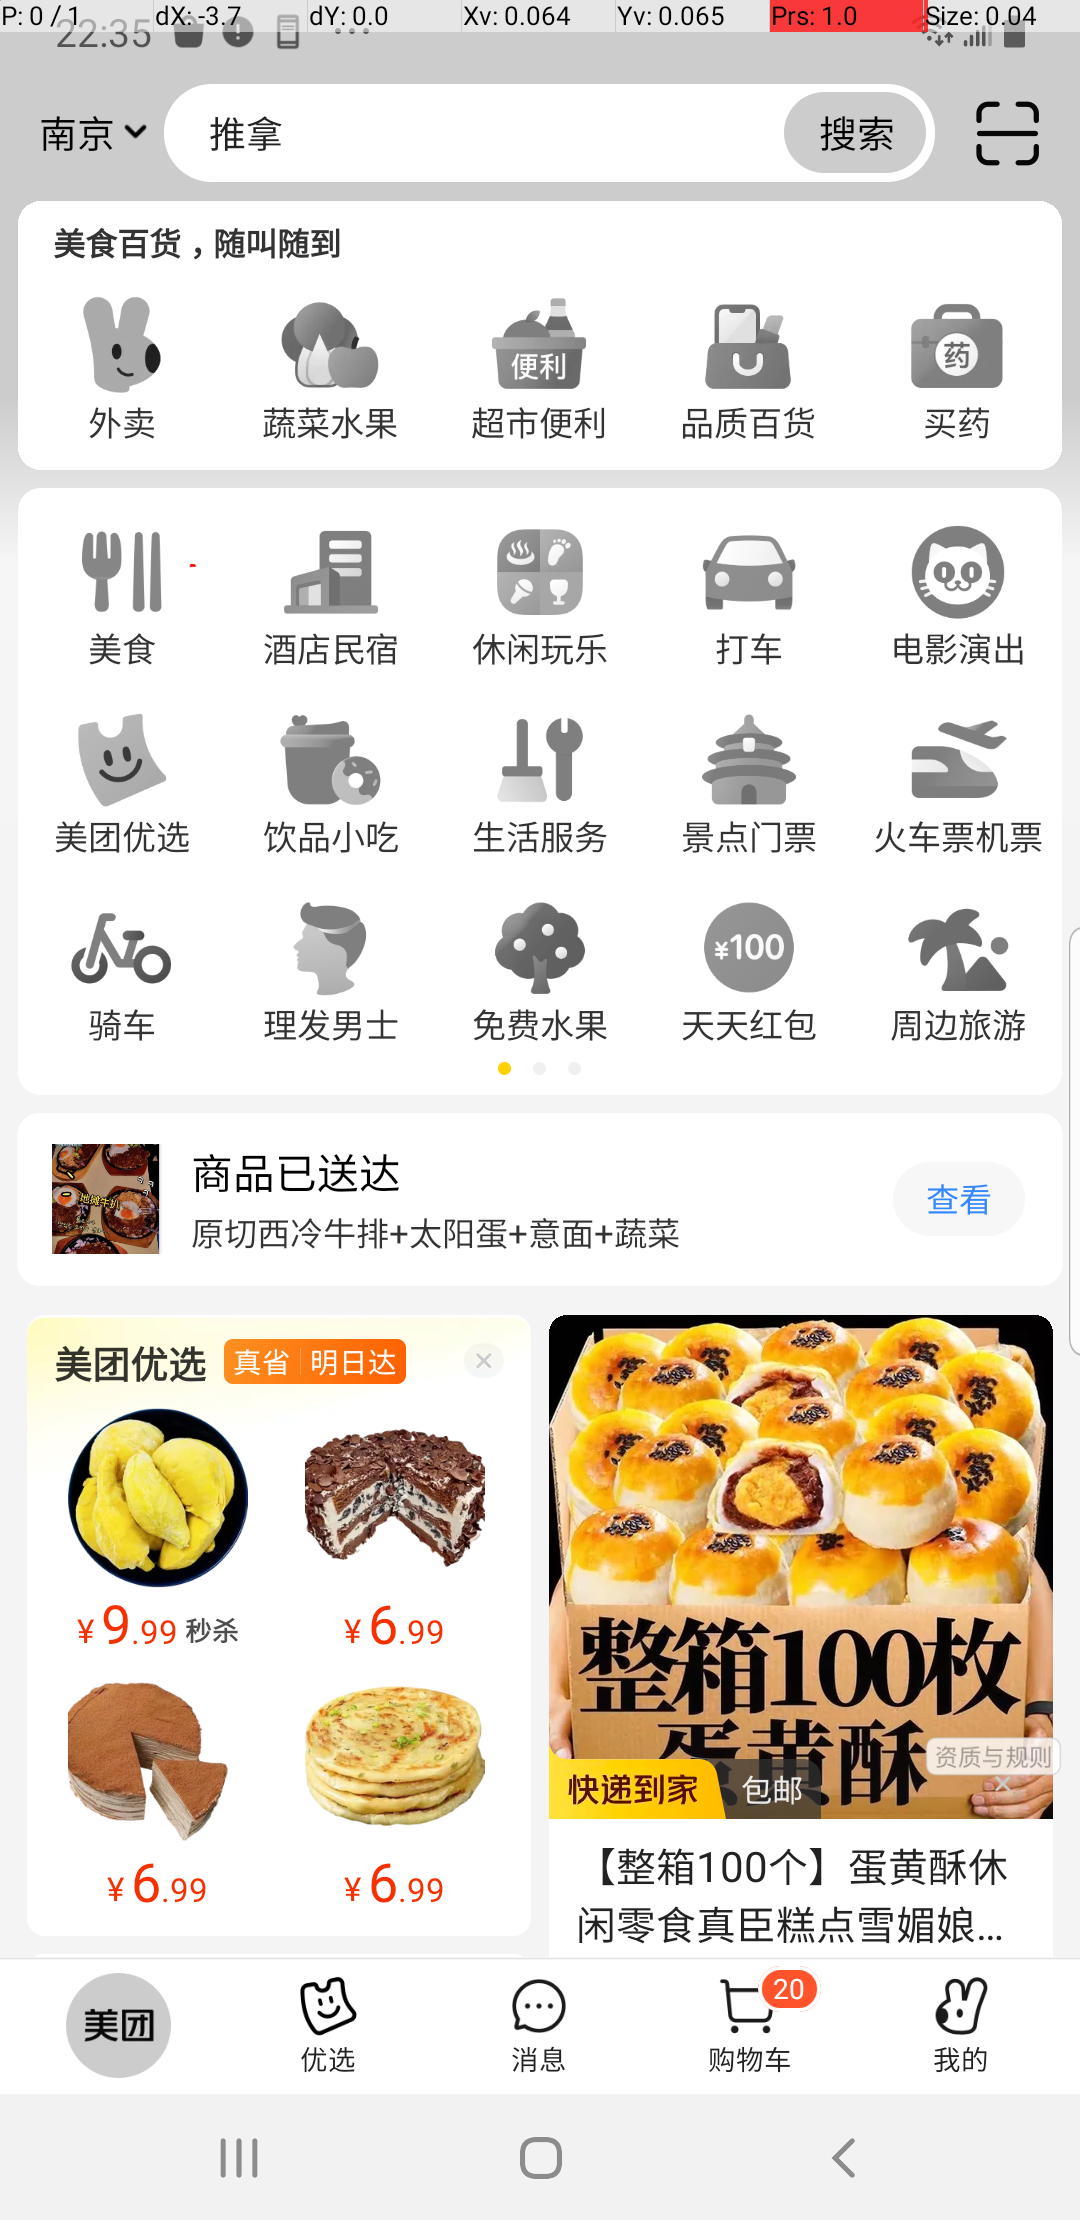 P: 0 / 1 dX: -3.7 dY: 0.0 Xv: 0.064 Yv: 0.065 Prs: 1.0 Size: 0.04
22:35
南京 推拿 搜索
美食百货，随叫随到
便利 药
外卖 蔬菜水果 超市便利 品质百货 买药
美食 酒店民宿 休闲玩乐 打车 电影演出
美团优选 饮品小吃 生活服务 景点门票 火车票机票
¥100
骑车 理发男士 免费水果 天天红包 周边旅游
商品已送达
地摊牛扒
原切西冷牛排+太阳蛋+意面+蔬菜
查看
美团优选 真省 明日达
¥9.99 秒杀 ¥6.99
¥6.99 ¥6.99
整箱100枚
蛋黄酥
资质与规则
快递到家 包邮
【整箱100个】蛋黄酥休
闲零食真臣糕点雪媚娘...
美团 优选 消息 20 购物车 我的